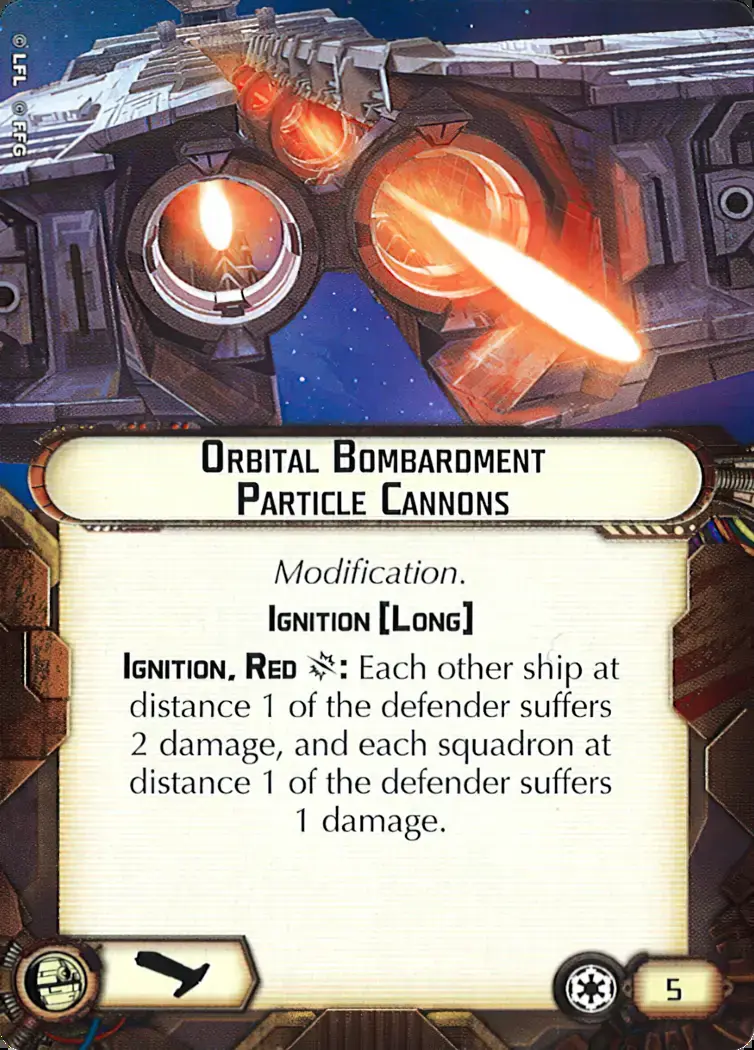 © LFL © FFG
Orbital Bombardment
Particle Cannons
Modification.
Ignition [Long]
Ignition, Red : Each other ship at
distance 1 of the defender suffers
2 damage, and each squadron at
distance 1 of the defender suffers
1 damage.
5